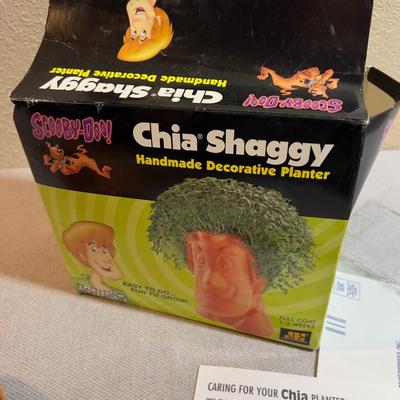 Chia® Shaggy
Handmade Decorative Planter
SCOOBY-DOO!
SCOOBY-DOO!
Chia® Shaggy
Handmade Decorative Planter
EASY TO DO...
FUN TO GROW!
FULL COAT
1-2 WEEKS
CARING FOR YOUR Chia PLANTER